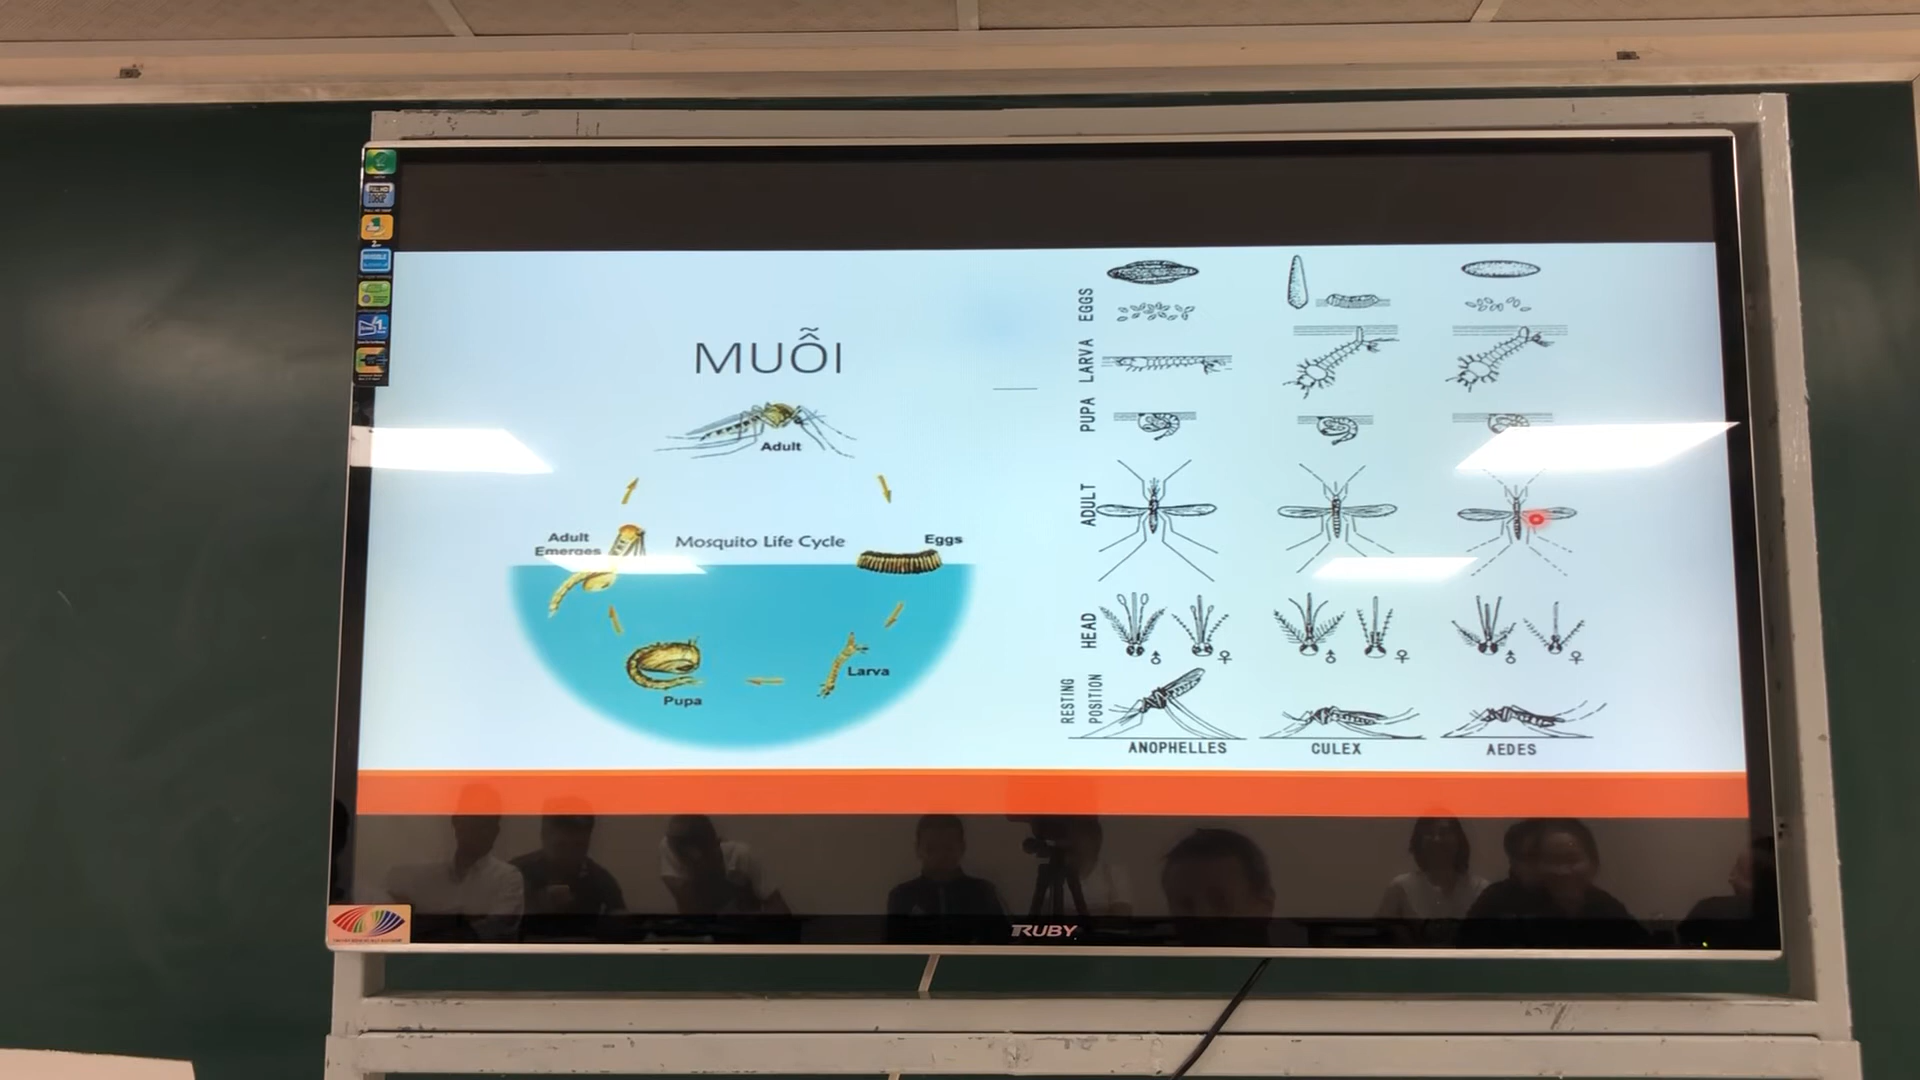 MUỖI
Adult
Adult
Emerges
Mosquito Life Cycle
Eggs
Larva
Pupa
EGGS
LARVA
PUPA
ADULT
HEAD
♂ ♀ ♂ ♀ ♂ ♀
RESTING
POSITION
ANOPHELLES CULEX AEDES
RUBY